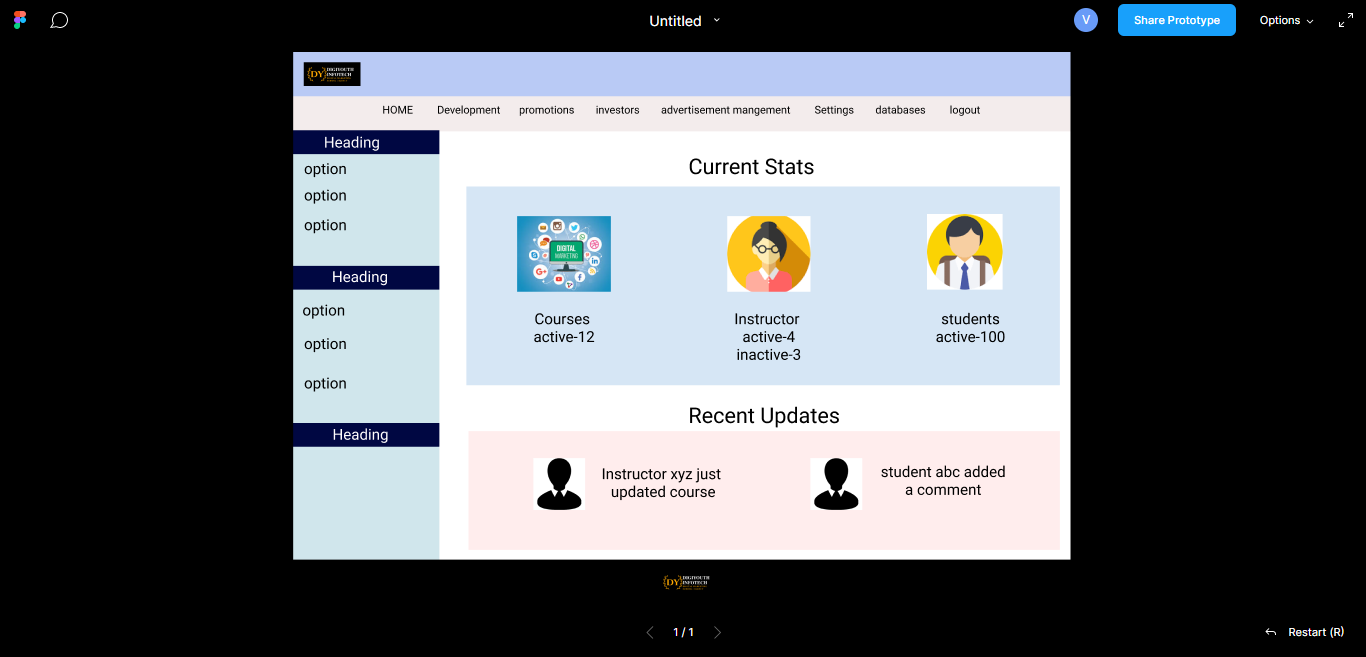 Untitled
V
Share Prototype
Options
DY DIGIYOUTH
INFOTECH
HOME Development promotions investors advertisement mangement Settings databases logout
Heading
option
option
option
Heading
option
option
option
Heading
Current Stats
DIGITAL
MARKETING
Courses
active-12
Instructor
active-4
inactive-3
students
active-100
Recent Updates
Instructor xyz just
updated course
student abc added
a comment
DY DIGIYOUTH
INFOTECH
1 / 1
Restart (R)